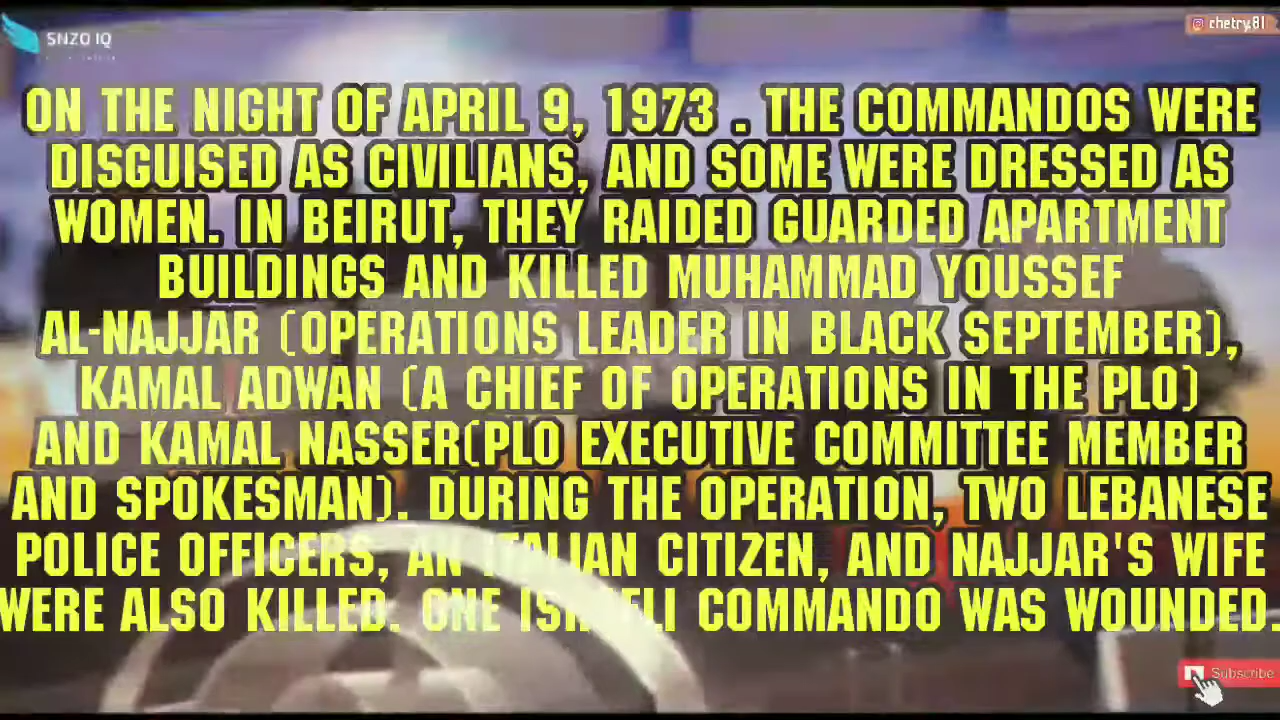 SNZO IQ
chetry.81
ON THE NIGHT OF APRIL 9, 1973 . THE COMMANDOS WERE
DISGUISED AS CIVILIANS, AND SOME WERE DRESSED AS
WOMEN. IN BEIRUT, THEY RAIDED GUARDED APARTMENT
BUILDINGS AND KILLED MUHAMMAD YOUSSEF
AL-NAJJAR (OPERATIONS LEADER IN BLACK SEPTEMBER),
KAMAL ADWAN (A CHIEF OF OPERATIONS IN THE PLO)
AND KAMAL NASSER(PLO EXECUTIVE COMMITTEE MEMBER
AND SPOKESMAN). DURING THE OPERATION, TWO LEBANESE
POLICE OFFICERS, AN ITALIAN CITIZEN, AND NAJJAR'S WIFE
WERE ALSO KILLED. ONE ISRAELI COMMANDO WAS WOUNDED.
Subscribe